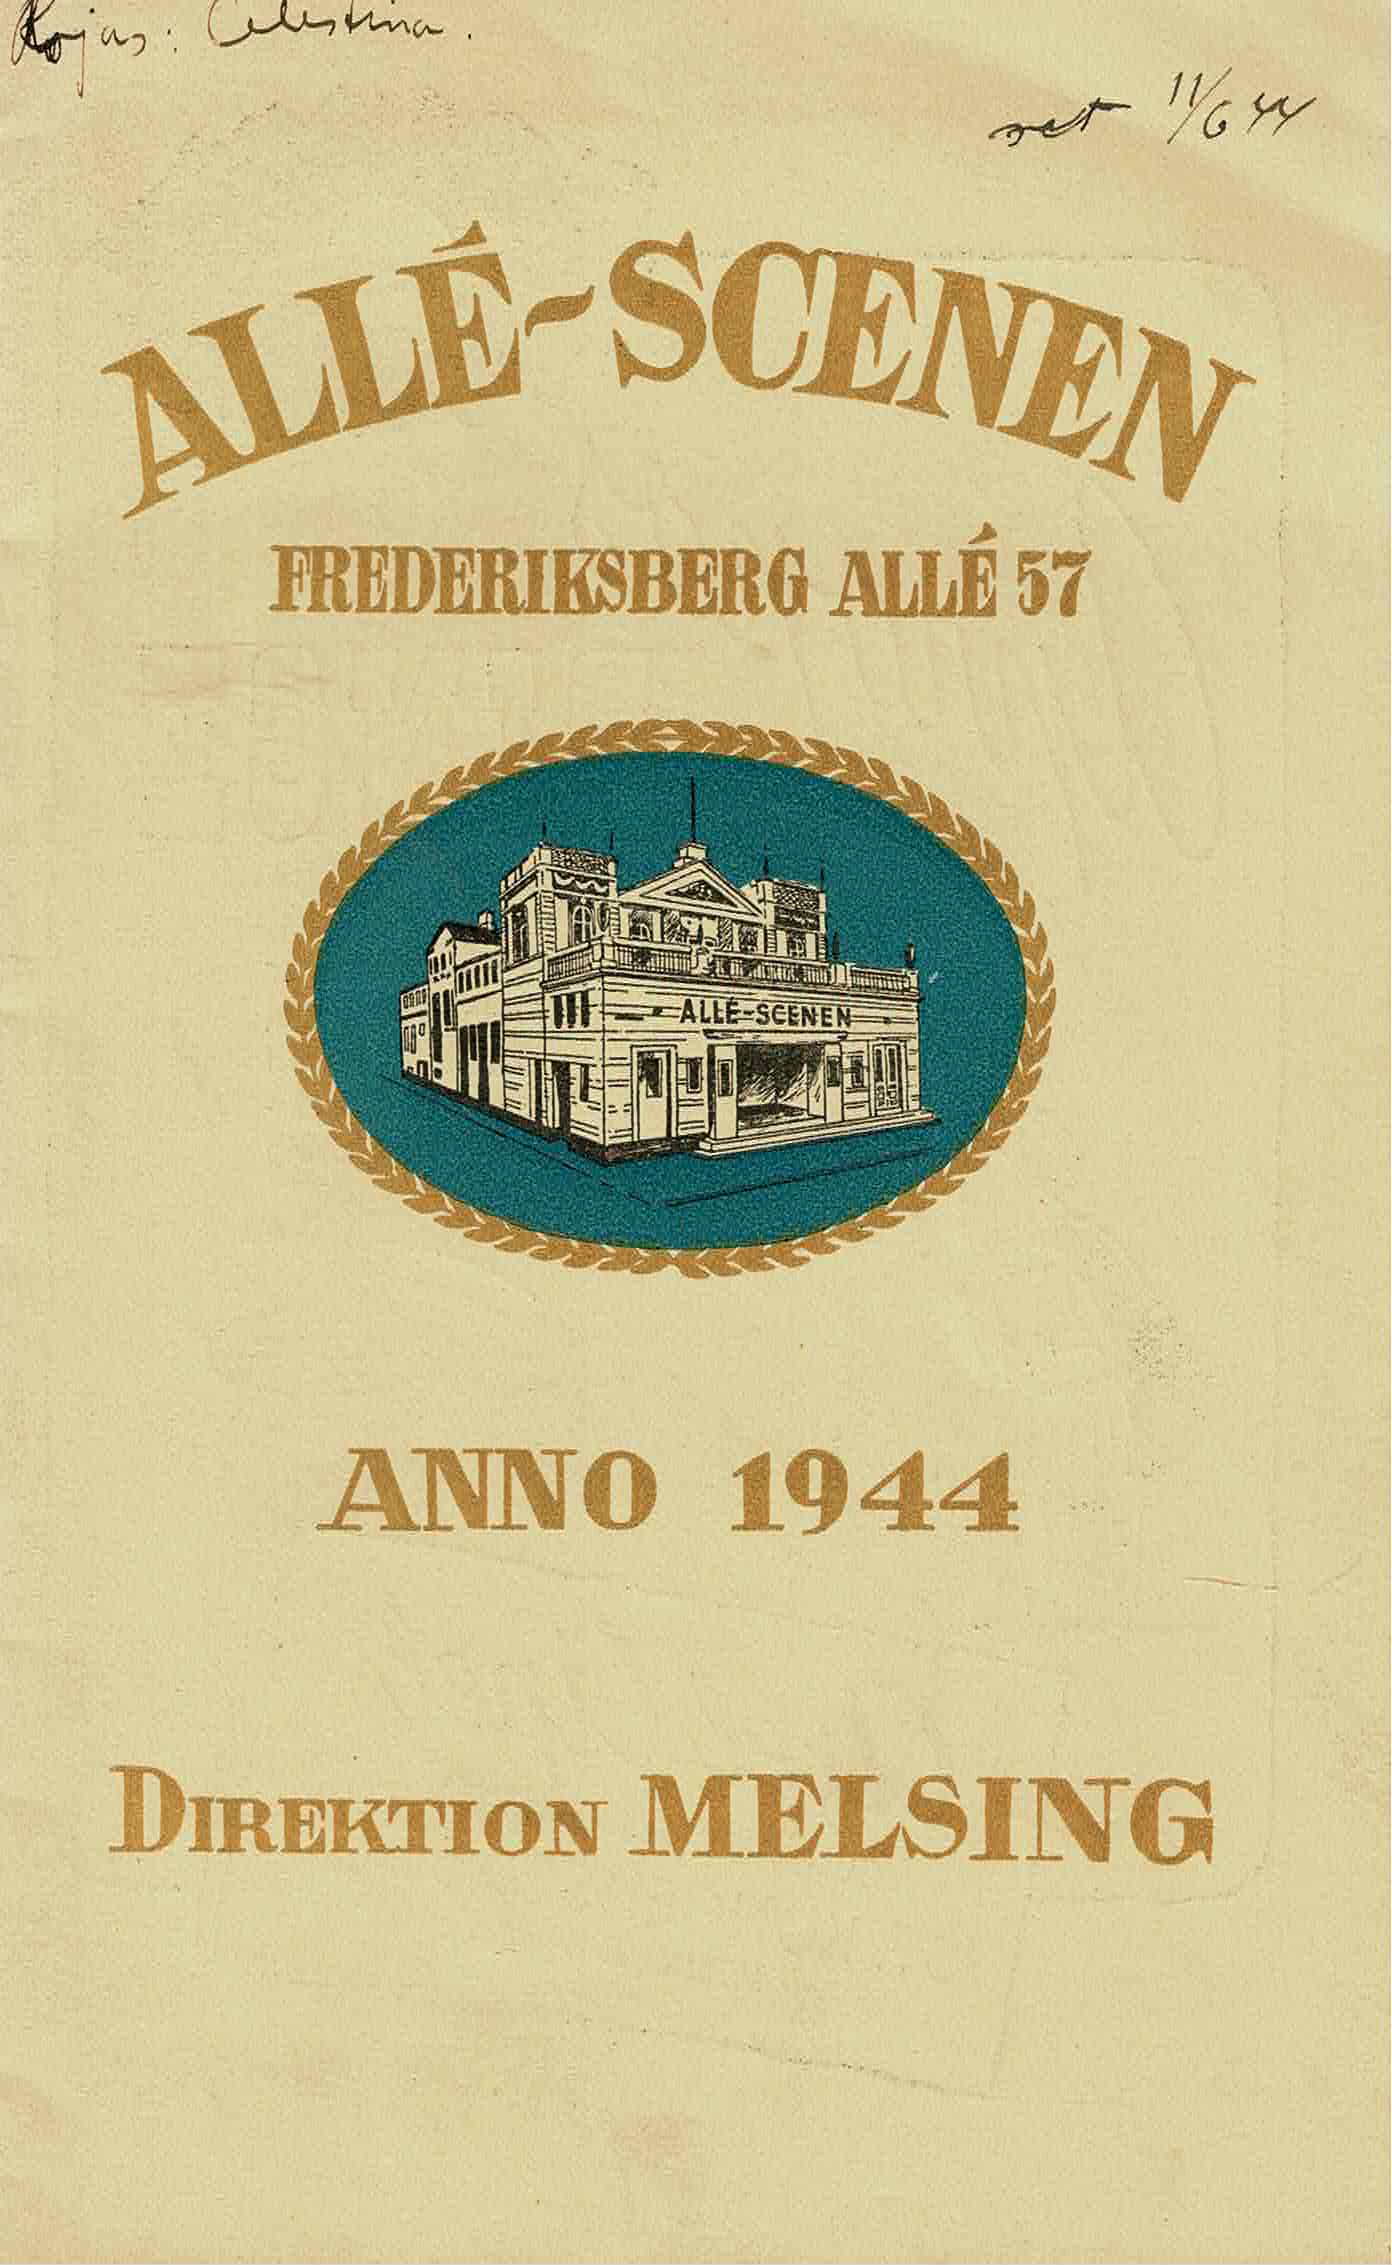 Rojas: Celestina.
set 11/6 44
ALLÉ-SCENEN
FREDERIKSBERG ALLÉ 57
ALLÉ-SCENEN
ANNO 1944
DIREKTION MELSING